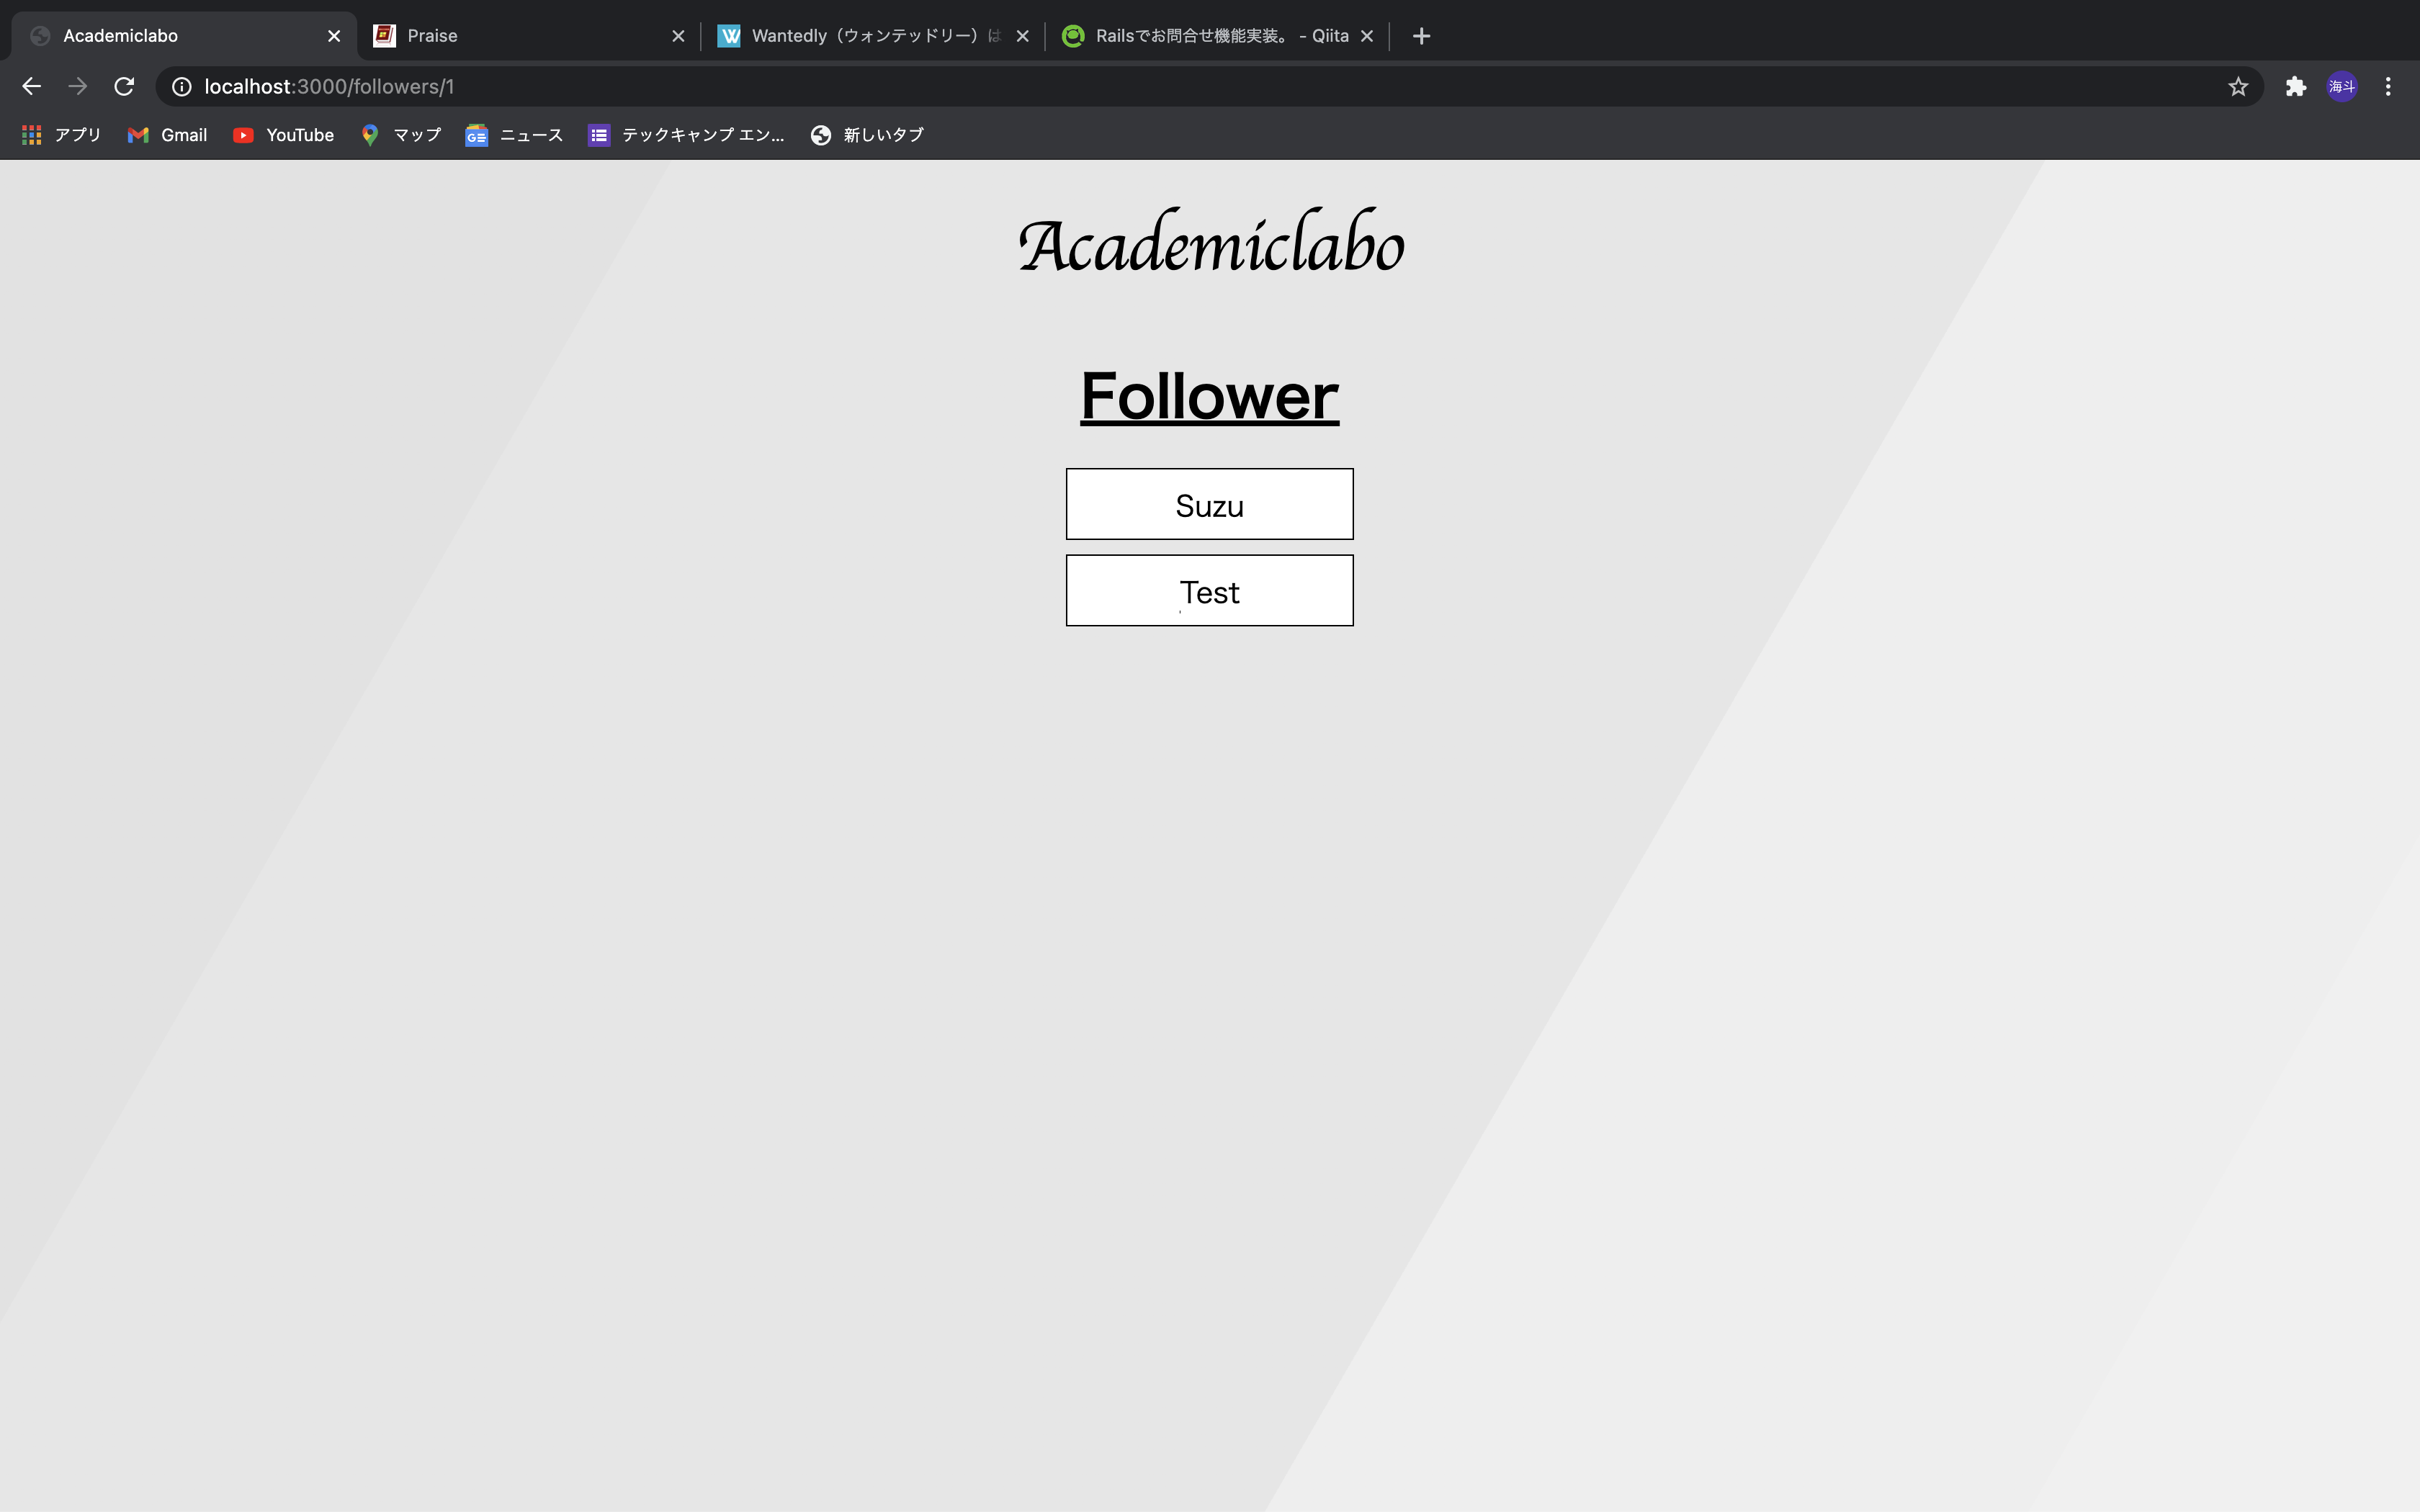 Academiclabo
Praise
Wantedly（ウォンテッドリー）は
Railsでお問合せ機能実装。 - Qiita
localhost:3000/followers/1
海斗
アプリ
Gmail
YouTube
マップ
ニュース
テックキャンプ エン...
新しいタブ
Academiclabo
Follower
Suzu
Test